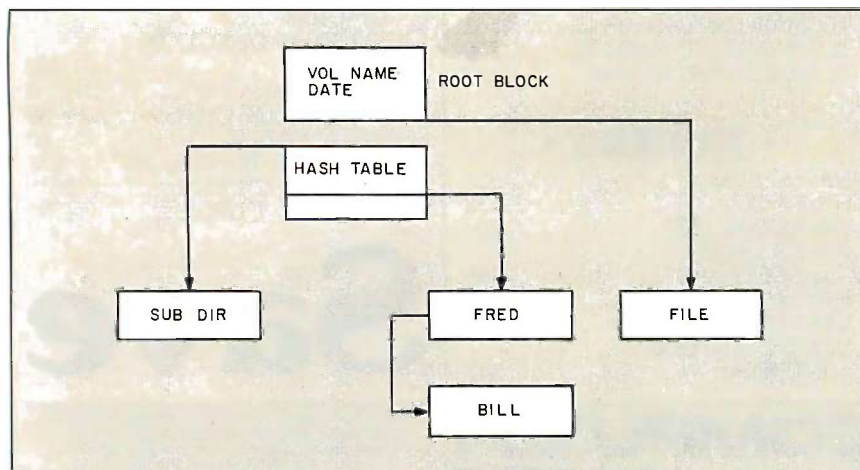 VOL NAME
DATE
ROOT BLOCK
HASH TABLE
SUB DIR
FRED
FILE
BILL